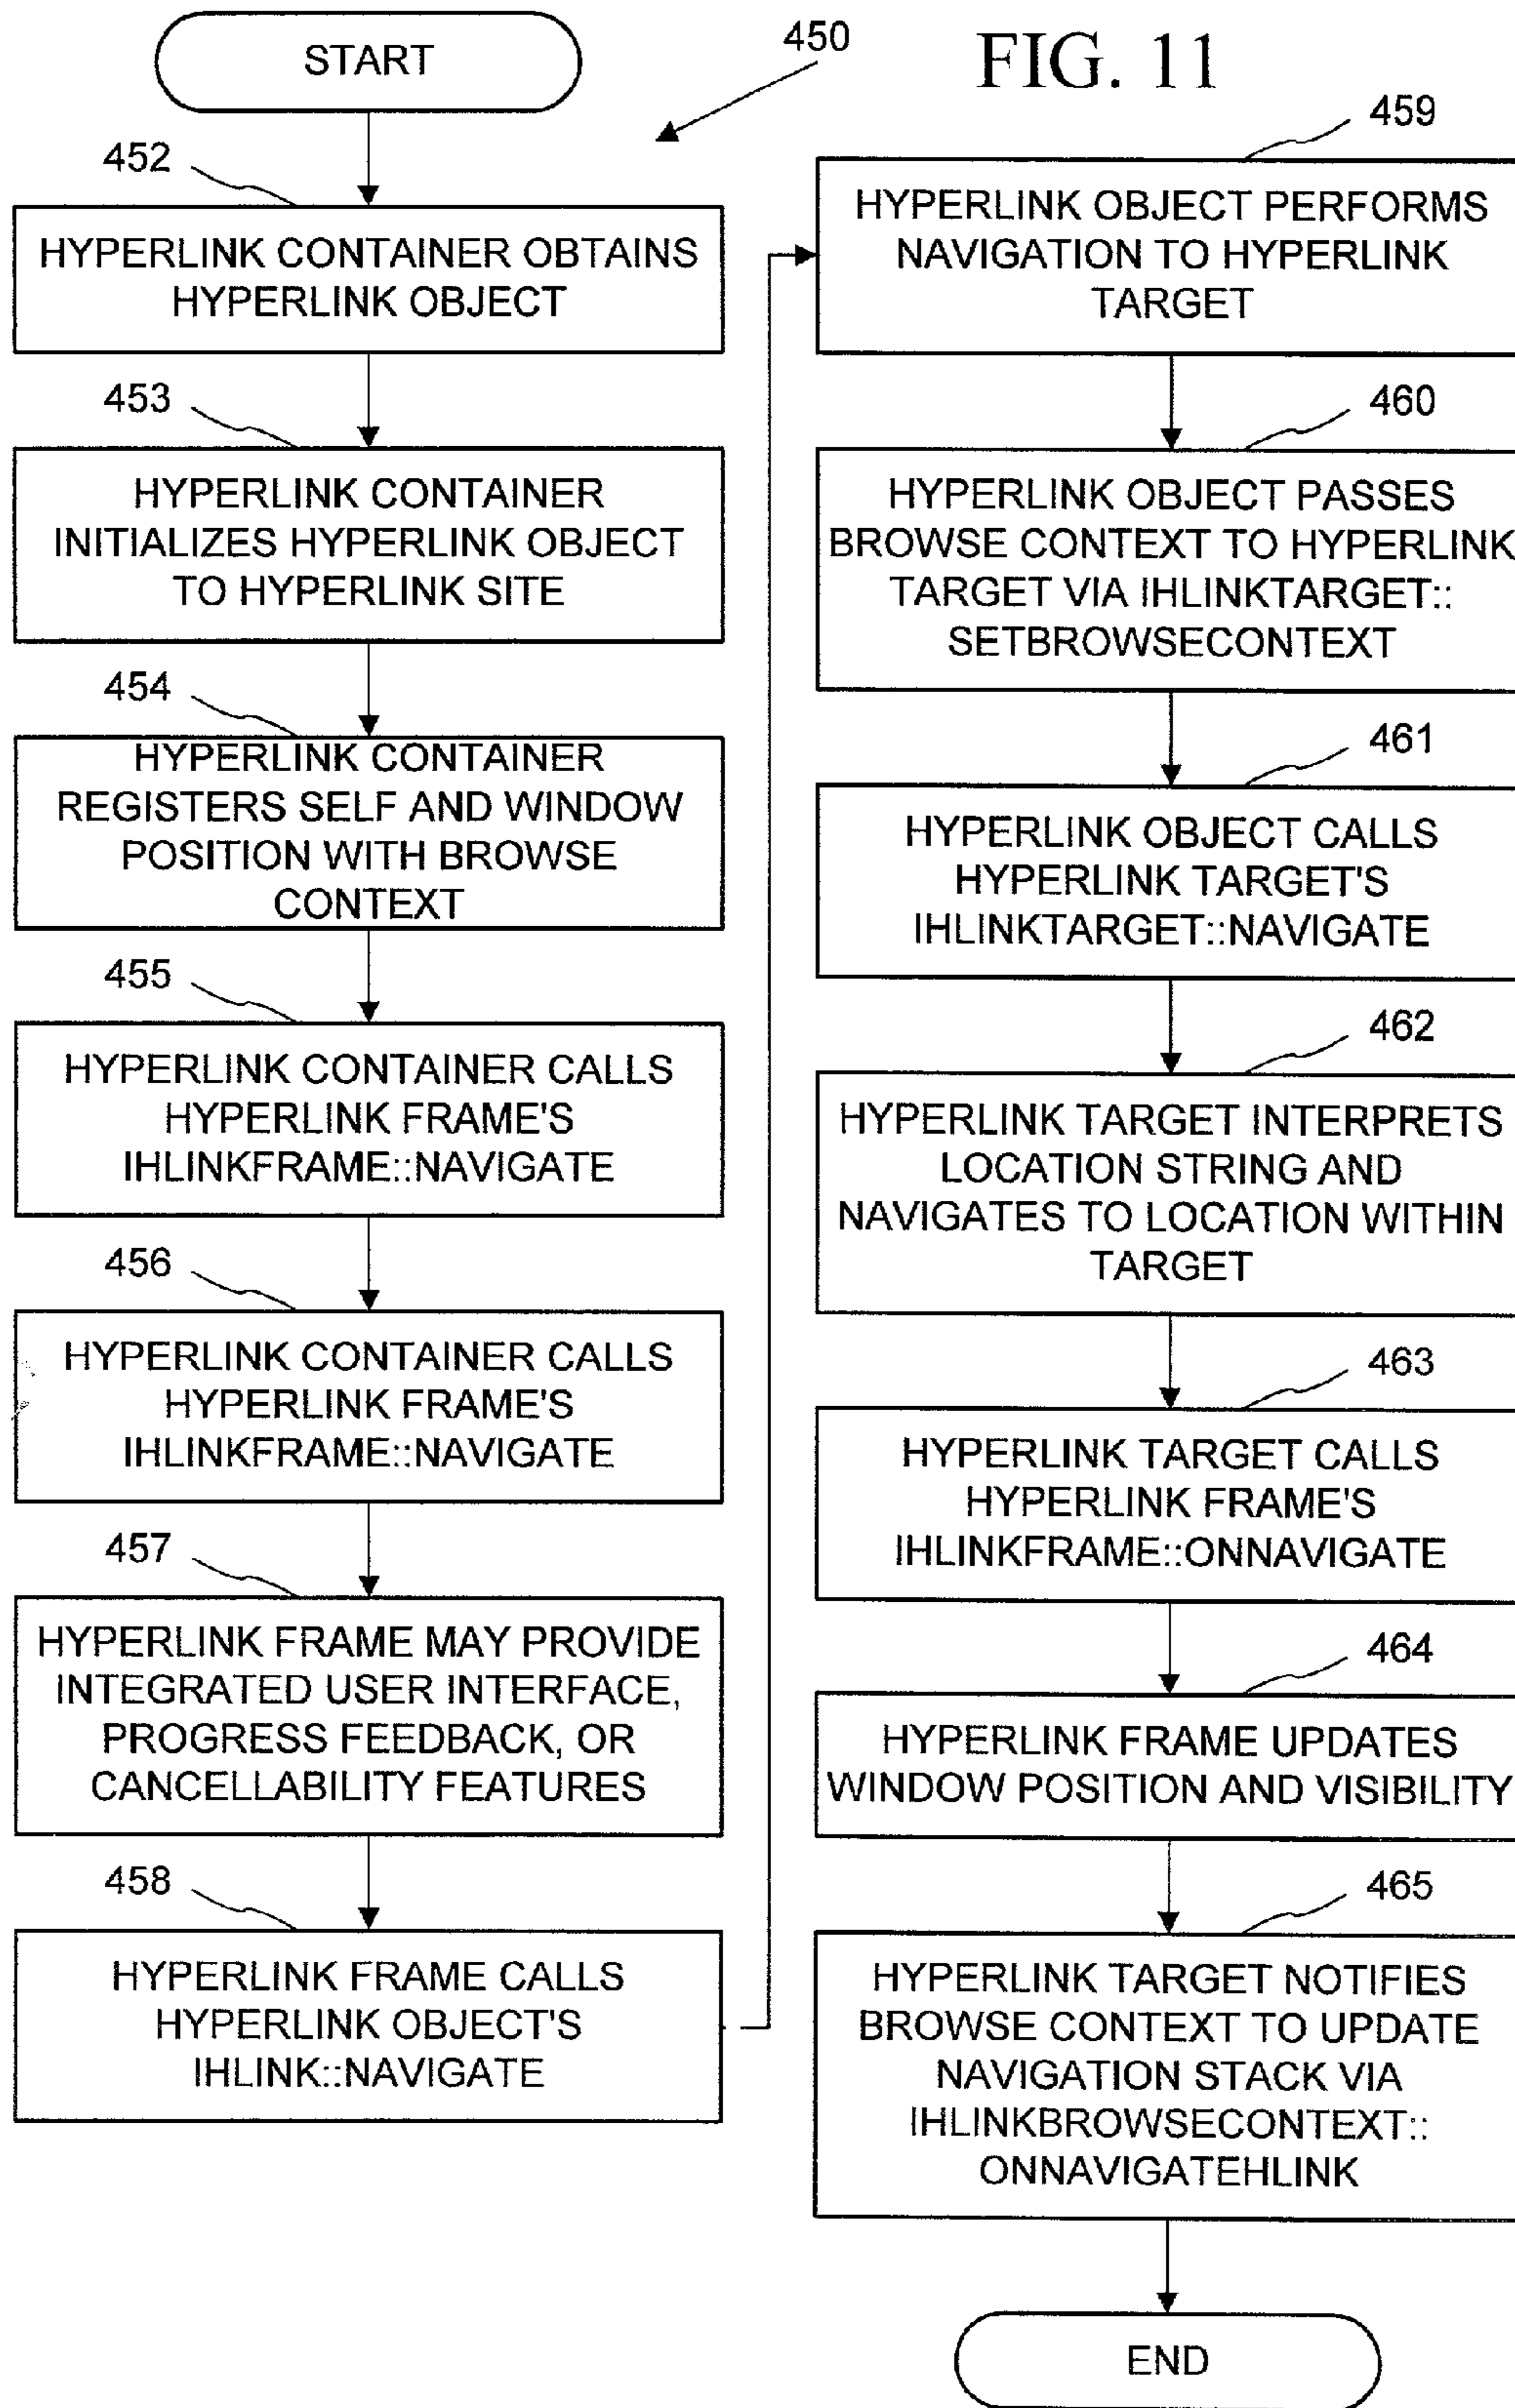 START
450
FIG. 11
452
HYPERLINK CONTAINER OBTAINS
HYPERLINK OBJECT
453
HYPERLINK CONTAINER
INITIALIZES HYPERLINK OBJECT
TO HYPERLINK SITE
454
HYPERLINK CONTAINER
REGISTERS SELF AND WINDOW
POSITION WITH BROWSE
CONTEXT
455
HYPERLINK CONTAINER CALLS
HYPERLINK FRAME'S
IHLINKFRAME::NAVIGATE
456
HYPERLINK CONTAINER CALLS
HYPERLINK FRAME'S
IHLINKFRAME::NAVIGATE
457
HYPERLINK FRAME MAY PROVIDE
INTEGRATED USER INTERFACE,
PROGRESS FEEDBACK, OR
CANCELLABILITY FEATURES
458
HYPERLINK FRAME CALLS
HYPERLINK OBJECT'S
IHLINK::NAVIGATE
459
HYPERLINK OBJECT PERFORMS
NAVIGATION TO HYPERLINK
TARGET
460
HYPERLINK OBJECT PASSES
BROWSE CONTEXT TO HYPERLINK
TARGET VIA IHLINKTARGET::
SETBROWSECONTEXT
461
HYPERLINK OBJECT CALLS
HYPERLINK TARGET'S
IHLINKTARGET::NAVIGATE
462
HYPERLINK TARGET INTERPRETS
LOCATION STRING AND
NAVIGATES TO LOCATION WITHIN
TARGET
463
HYPERLINK TARGET CALLS
HYPERLINK FRAME'S
IHLINKFRAME::ONNAVIGATE
464
HYPERLINK FRAME UPDATES
WINDOW POSITION AND VISIBILITY
465
HYPERLINK TARGET NOTIFIES
BROWSE CONTEXT TO UPDATE
NAVIGATION STACK VIA
IHLINKBROWSECONTEXT::
ONNAVIGATEHLINK
END